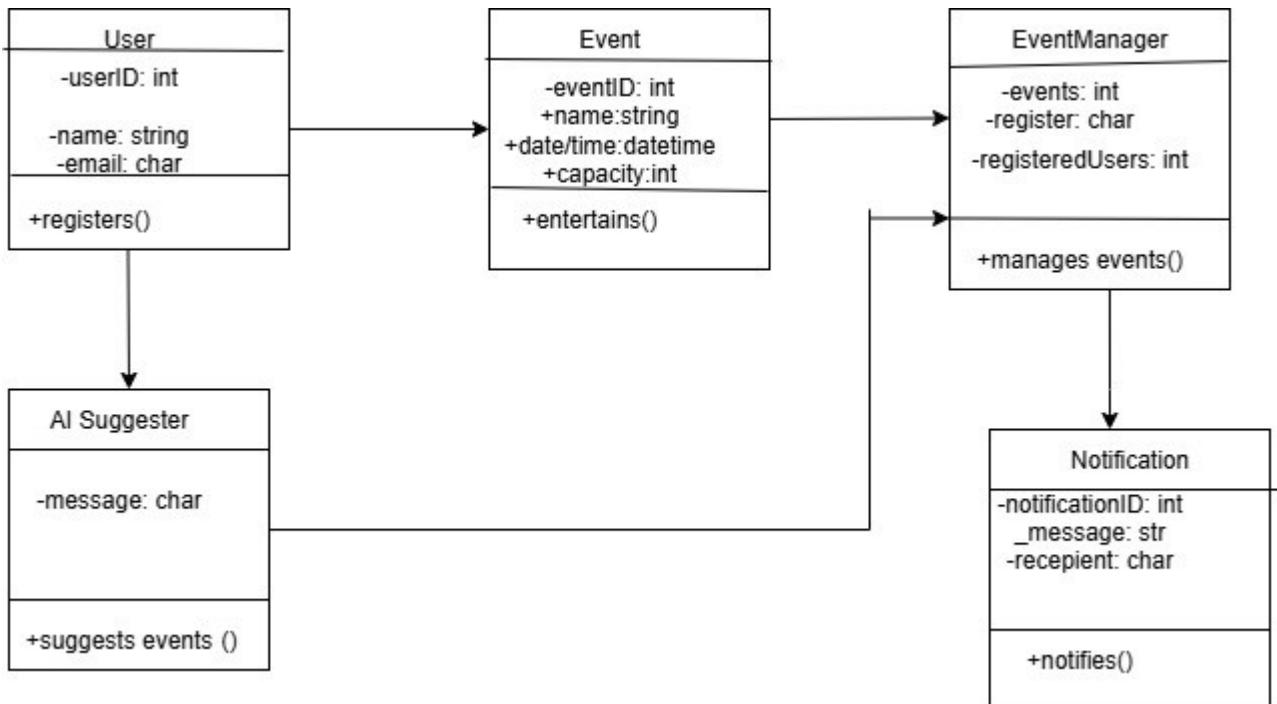 User
-userID: int
-name: string
-email: char
+registers()
Event
-eventID: int
+name:string
+date/time:datetime
+capacity:int
+entertains()
EventManager
-events: int
-register: char
-registeredUsers: int
+manages events()
AI Suggester
-message: char
+suggests events ()
Notification
-notificationID: int
_message: str
-recepient: char
+notifies()